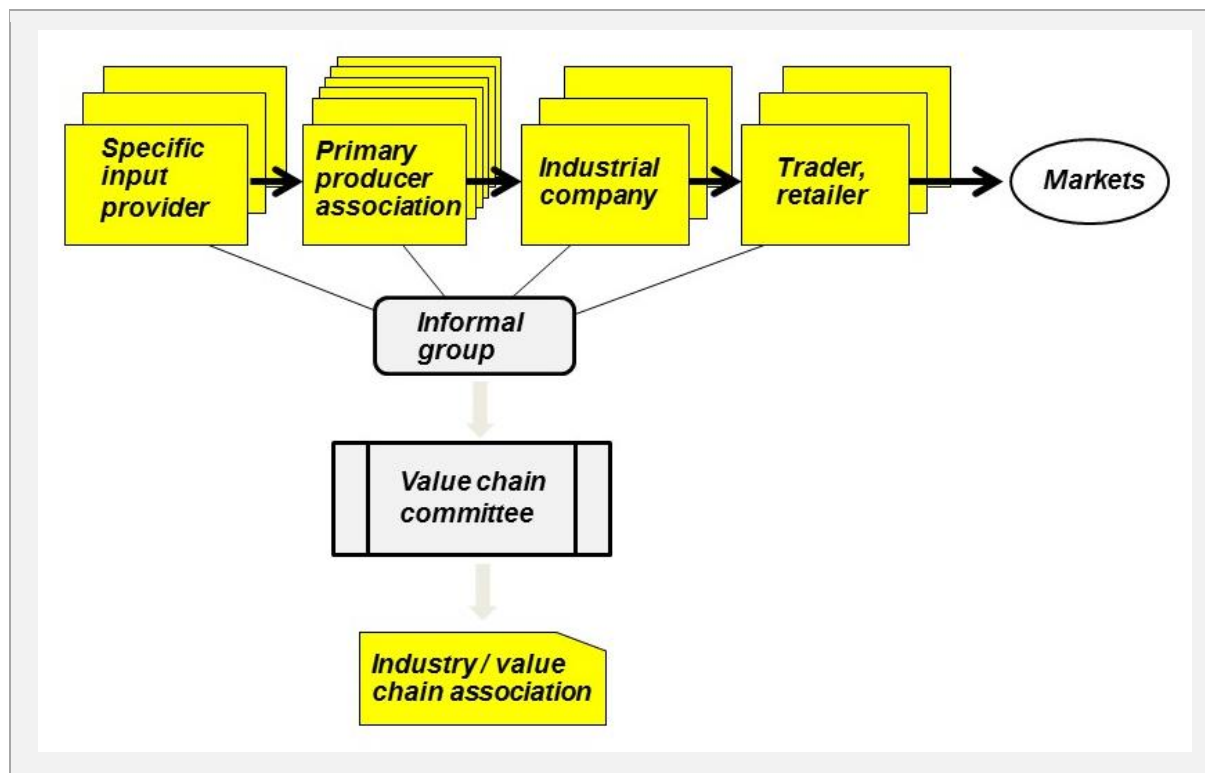 Specific
input
provider
Primary
producer
association
Industrial
company
Trader,
retailer
Markets
Informal
group
Value chain
committee
Industry / value
chain association